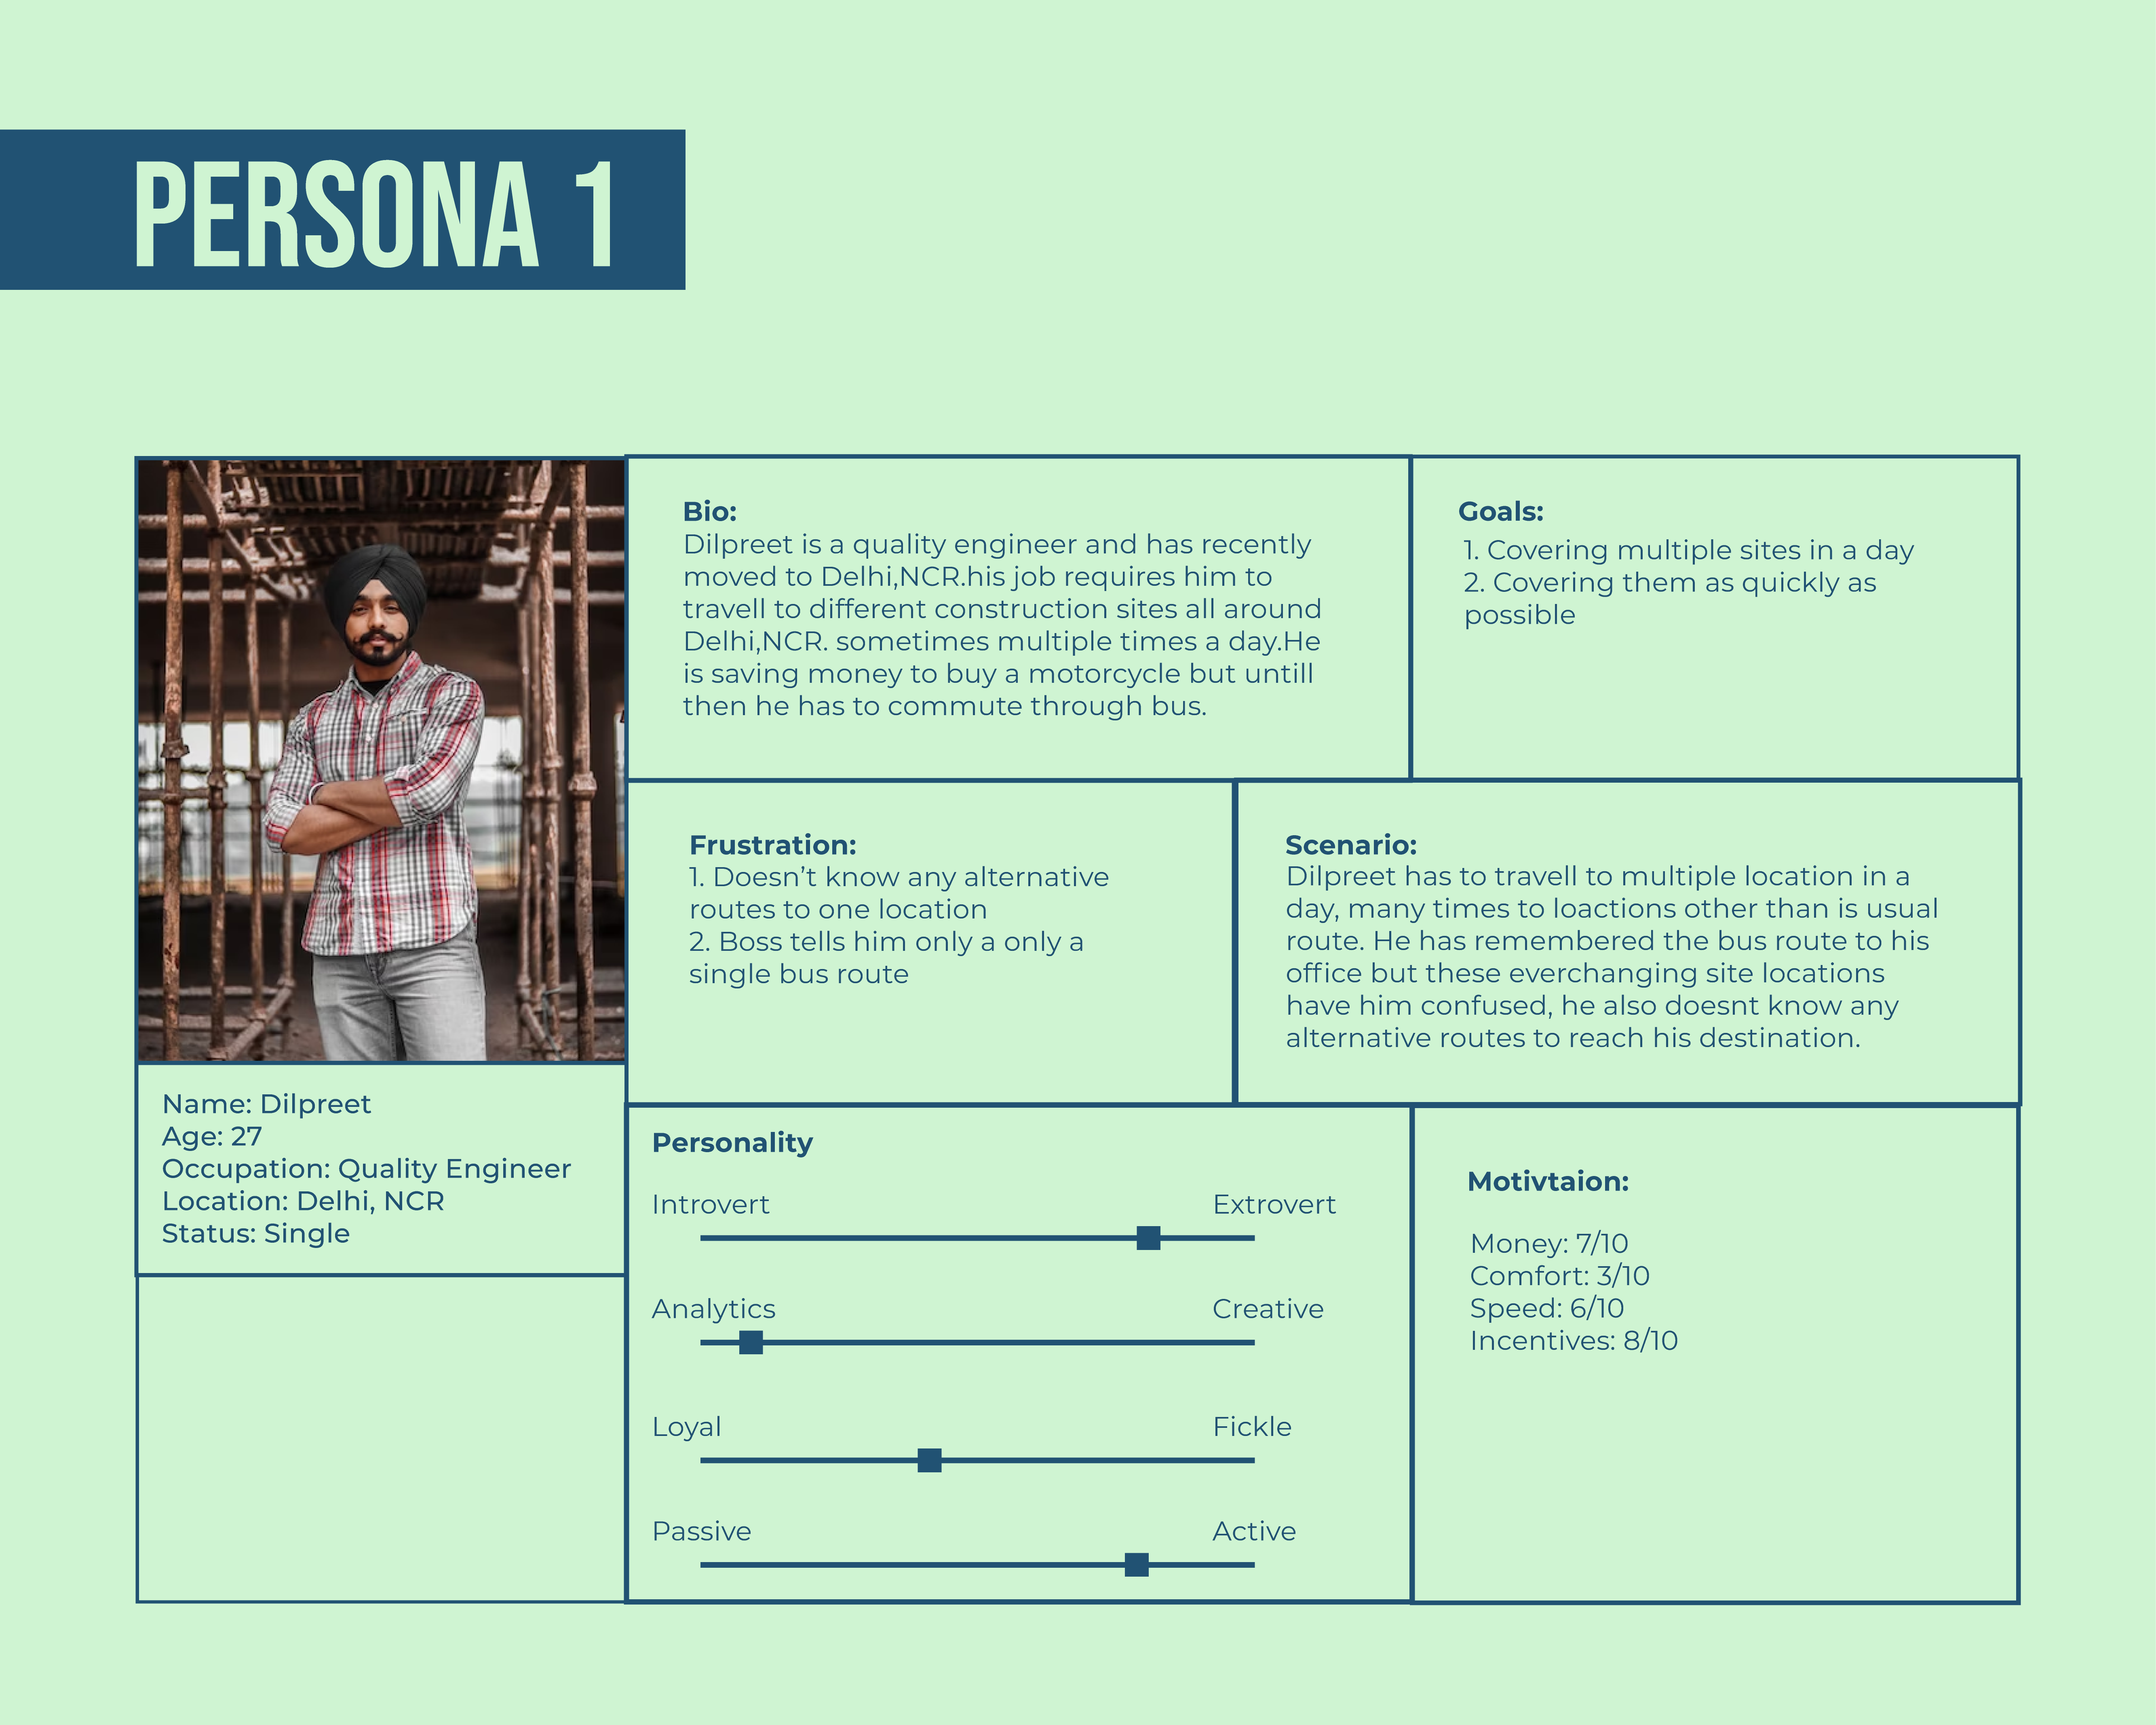 PERSONA 1
Bio:
Dilpreet is a quality engineer and has recently
moved to Delhi,NCR.his job requires him to
travell to different construction sites all around
Delhi,NCR. sometimes multiple times a day.He
is saving money to buy a motorcycle but untill
then he has to commute through bus.
Goals:
1. Covering multiple sites in a day
2. Covering them as quickly as
possible
Frustration:
1. Doesn’t know any alternative
routes to one location
2. Boss tells him only a only a
single bus route
Scenario:
Dilpreet has to travell to multiple location in a
day, many times to loactions other than is usual
route. He has remembered the bus route to his
office but these everchanging site locations
have him confused, he also doesnt know any
alternative routes to reach his destination.
Name: Dilpreet
Age: 27
Occupation: Quality Engineer
Location: Delhi, NCR
Status: Single
Personality
Introvert Extrovert
Analytics Creative
Loyal Fickle
Passive Active
Motivtaion:
Money: 7/10
Comfort: 3/10
Speed: 6/10
Incentives: 8/10